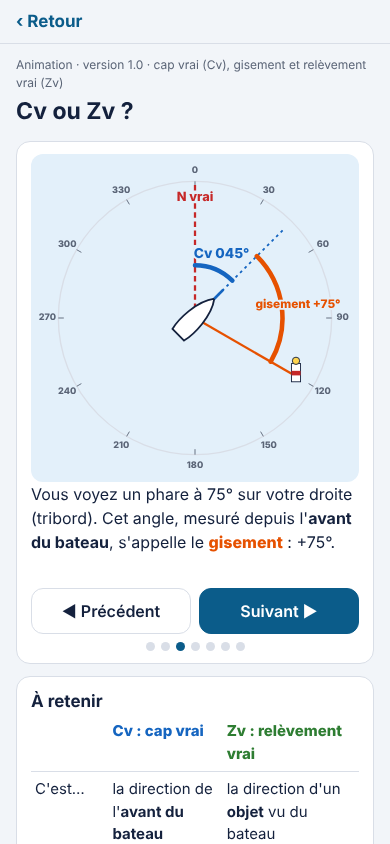 ‹ Retour
Animation · version 1.0 · cap vrai (Cv), gisement et relèvement
vrai (Zv)
Cv ou Zv ?
0
330
N vrai
30
300
Cv 045°
60
gisement +75°
270
90
240
120
210
150
180
Vous voyez un phare à 75° sur votre droite
(tribord). Cet angle, mesuré depuis l'avant
du bateau, s'appelle le gisement : +75°.
◀ Précédent
Suivant ▶
À retenir
Cv : cap vrai
Zv : relèvement
vrai
C'est...
la direction de
l'avant du
bateau
la direction d'un
objet vu du
bateau